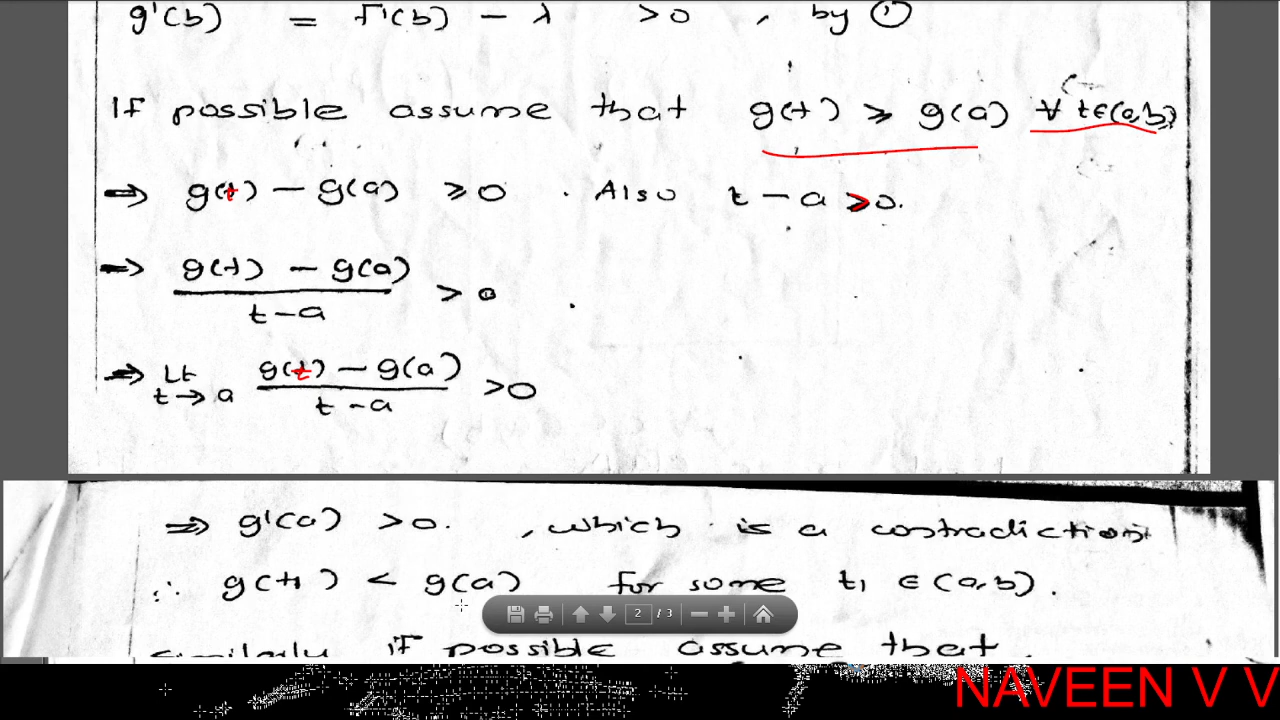 g'(b) = f'(b) - λ > 0 , by ①
If possible assume that g(t) ≥ g(a) ∀ t∈(a,b)
⇒ g(t) - g(a) ≥ 0 . Also t - a > 0.
⇒ g(t) - g(a) / t - a > 0
⇒ Lt t→a g(t) - g(a) / t - a > 0
⇒ g'(a) > 0. , which is a contradiction
∴ g(t1) < g(a) for some t1 ∈ (a,b).
2 / 3
similarly if possible assume that
NAVEEN V V